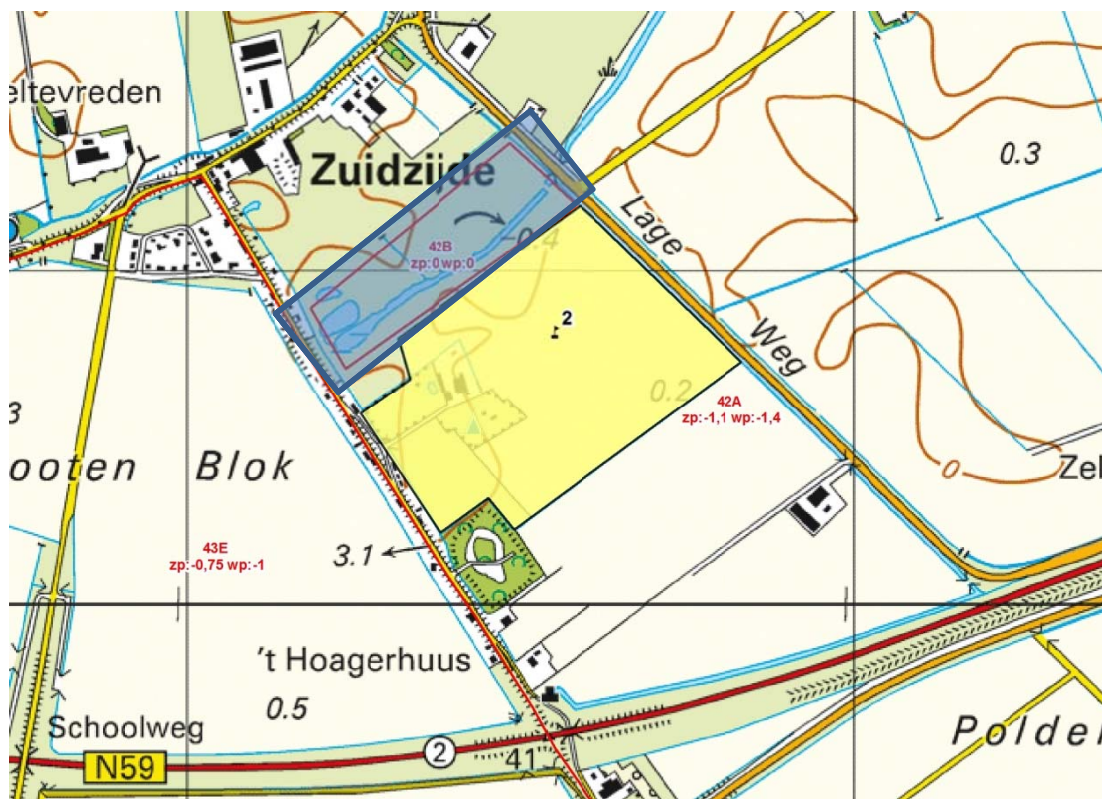 eltevreden
Zuidzijde
0.3
Lage
42B
zp:0wp:0
-0.4
2
Weg
3
0.2
42A
zp:-1,1 wp:-1,4
ooten Blok
0
Zel
43E
zp:-0,75 wp:-1
3.1
't Hoagerhuus
0.5
Schoolweg
N59
2
41
Polder